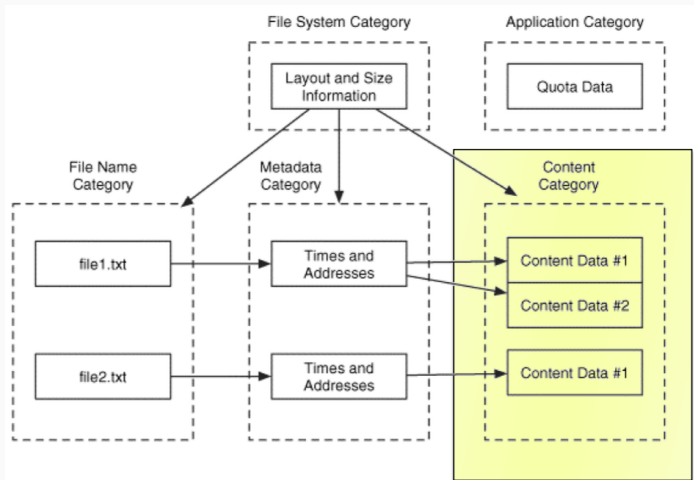 File System Category
Application Category
Layout and Size
Information
Quota Data
File Name
Category
Metadata
Category
Content
Category
file1.txt
Times and
Addresses
Content Data #1
Content Data #2
file2.txt
Times and
Addresses
Content Data #1